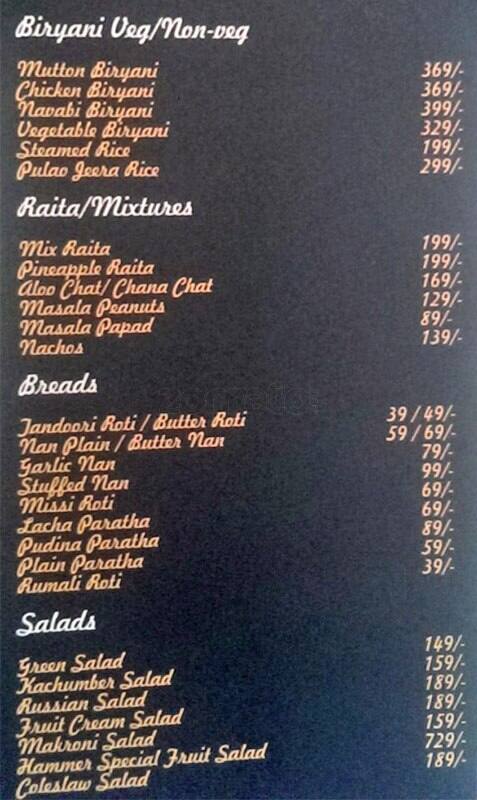 Biryani Veg/Non-veg
Mutton Biryani 369/-
Chicken Biryani 369/-
Navabi Biryani 399/-
Vegetable Biryani 329/-
Steamed Rice 199/-
Pulao Jeera Rice 299/-
Raita/Mixtures
Mix Raita 199/-
Pineapple Raita 199/-
Aloo Chat/ Chana Chat 169/-
Masala Peanuts 129/-
Masala Papad 89/-
Nachos 139/-
Breads
Tandoori Roti / Butter Roti 39 / 49/-
Nan Plain / Butter Nan 59 / 69/-
Garlic Nan 79/-
Stuffed Nan 99/-
Missi Roti 69/-
Lacha Paratha 69/-
Pudina Paratha 89/-
Plain Paratha 59/-
Rumali Roti 39/-
Salads
Green Salad 149/-
Kachumber Salad 159/-
Russian Salad 189/-
Fruit Cream Salad 189/-
Makroni Salad 159/-
Hammer Special Fruit Salad 729/-
Coleslaw Salad 189/-